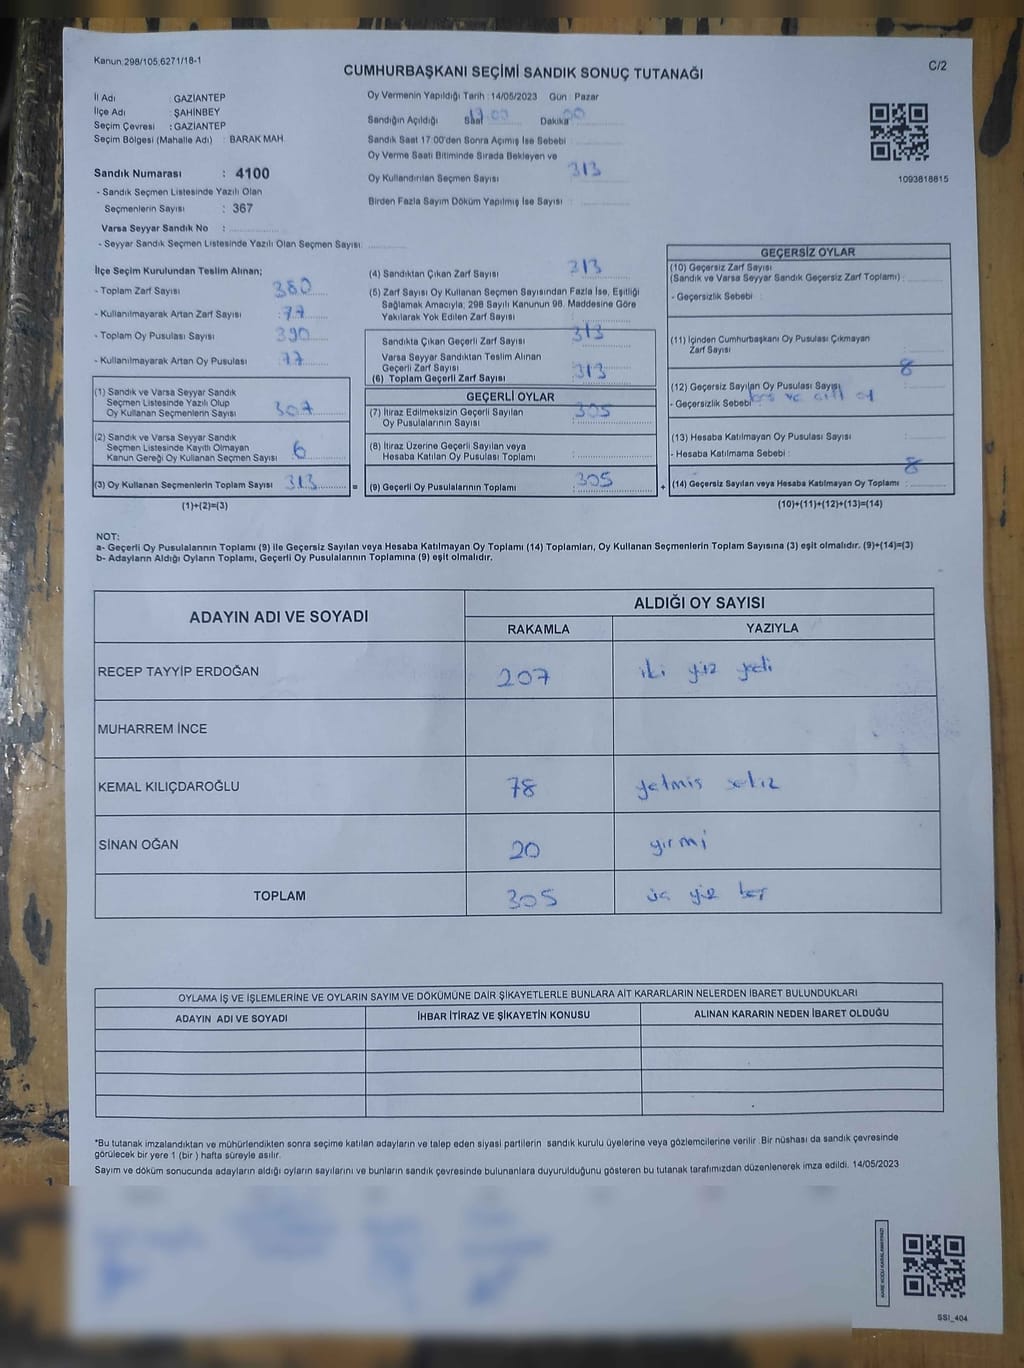 Kanun:298/105,6271/18-1
C/2
CUMHURBAŞKANI SEÇİMİ SANDIK SONUÇ TUTANAĞI
İl Adı : GAZİANTEP
İlçe Adı : ŞAHİNBEY
Seçim Çevresi : GAZİANTEP
Seçim Bölgesi (Mahalle Adı) : BARAK MAH.
Sandık Numarası : 4100
- Sandık Seçmen Listesinde Yazılı Olan
Seçmenlerin Sayısı : 367
Varsa Seyyar Sandık No :
- Seyyar Sandık Seçmen Listesinde Yazılı Olan Seçmen Sayısı:
Oy Vermenin Yapıldığı Tarih : 14/05/2023 Gün : Pazar
Sandığın Açıldığı Saat Dakika
Sandık Saat 17:00'den Sonra Açılmış İse Sebebi :
Oy Verme Saati Bitiminde Sırada Bekleyen ve
Oy Kullandırılan Seçmen Sayısı : 313
Birden Fazla Sayım Döküm Yapılmış İse Sayısı :
1093818815
İlçe Seçim Kurulundan Teslim Alınan;
- Toplam Zarf Sayısı : 380
- Kullanılmayarak Artan Zarf Sayısı : 77
- Toplam Oy Pusulası Sayısı : 390
- Kullanılmayarak Artan Oy Pusulası : 77
(1) Sandık ve Varsa Seyyar Sandık
Seçmen Listesinde Yazılı Olup
Oy Kullanan Seçmenlerin Sayısı : 307
(2) Sandık ve Varsa Seyyar Sandık
Seçmen Listesinde Kayıtlı Olmayan
Kanun Gereği Oy Kullanan Seçmen Sayısı : 6
(3) Oy Kullanan Seçmenlerin Toplam Sayısı : 313 =
(1)+(2)=(3)
(4) Sandıktan Çıkan Zarf Sayısı : 313
(5) Zarf Sayısı Oy Kullanan Seçmen Sayısından Fazla İse, Eşitliği
Sağlamak Amacıyla, 298 Sayılı Kanunun 98. Maddesine Göre
Yakılarak Yok Edilen Zarf Sayısı :
Sandıkta Çıkan Geçerli Zarf Sayısı : 313
Varsa Seyyar Sandıktan Teslim Alınan
Geçerli Zarf Sayısı :
(6) Toplam Geçerli Zarf Sayısı : 313
GEÇERLİ OYLAR
(7) İtiraz Edilmeksizin Geçerli Sayılan
Oy Pusulalarının Sayısı : 305
(8) İtiraz Üzerine Geçerli Sayılan veya
Hesaba Katılan Oy Pusulası Toplamı :
(9) Geçerli Oy Pusulalarının Toplamı : 305 +
GEÇERSİZ OYLAR
(10) Geçersiz Zarf Sayısı
(Sandık ve Varsa Seyyar Sandık Geçersiz Zarf Toplamı) :
- Geçersizlik Sebebi :
(11) İçinden Cumhurbaşkanı Oy Pusulası Çıkmayan
Zarf Sayısı :
(12) Geçersiz Sayılan Oy Pusulası Sayısı : 8
- Geçersizlik Sebebi ve çift oy
(13) Hesaba Katılmayan Oy Pusulası Sayısı :
- Hesaba Katılmama Sebebi :
(14) Geçersiz Sayılan veya Hesaba Katılmayan Oy Toplamı : 8
(10)+(11)+(12)+(13)=(14)
NOT:
a- Geçerli Oy Pusulalarının Toplamı (9) ile Geçersiz Sayılan veya Hesaba Katılmayan Oy Toplamı (14) Toplamları, Oy Kullanan Seçmenlerin Toplam Sayısına (3) eşit olmalıdır. (9)+(14)=(3)
b- Adayların Aldığı Oyların Toplamı, Geçerli Oy Pusulalarının Toplamına (9) eşit olmalıdır.
ADAYIN ADI VE SOYADI
ALDIĞI OY SAYISI
RAKAMLA YAZIYLA
RECEP TAYYİP ERDOĞAN 207 iki yüz yedi
MUHARREM İNCE
KEMAL KILIÇDAROĞLU 78 yetmiş sekiz
SİNAN OĞAN 20 yirmi
TOPLAM 305 üç yüz beş
OYLAMA İŞ VE İŞLEMLERİNE VE OYLARIN SAYIM VE DÖKÜMÜNE DAİR ŞİKAYETLERLE BUNLARA AİT KARARLARIN NELERDEN İBARET BULUNDUKLARI
ADAYIN ADI VE SOYADI İHBAR İTİRAZ VE ŞİKAYETİN KONUSU ALINAN KARARIN NEDEN İBARET OLDUĞU
*Bu tutanak imzalandıktan ve mühürlendikten sonra seçime katılan adayların ve talep eden siyasi partilerin sandık kurulu üyelerine veya gözlemcilerine verilir. Bir nüshası da sandık çevresinde
görülecek bir yere 1 (bir ) hafta süreyle asılır.
Sayım ve döküm sonucunda adayların aldığı oyların sayılarını ve bunların sandık çevresinde bulunanlara duyurulduğunu gösteren bu tutanak tarafımızdan düzenlenerek imza edildi. 14/05/2023
KARE KODU KARALAMAYINIZ!
SSI_404